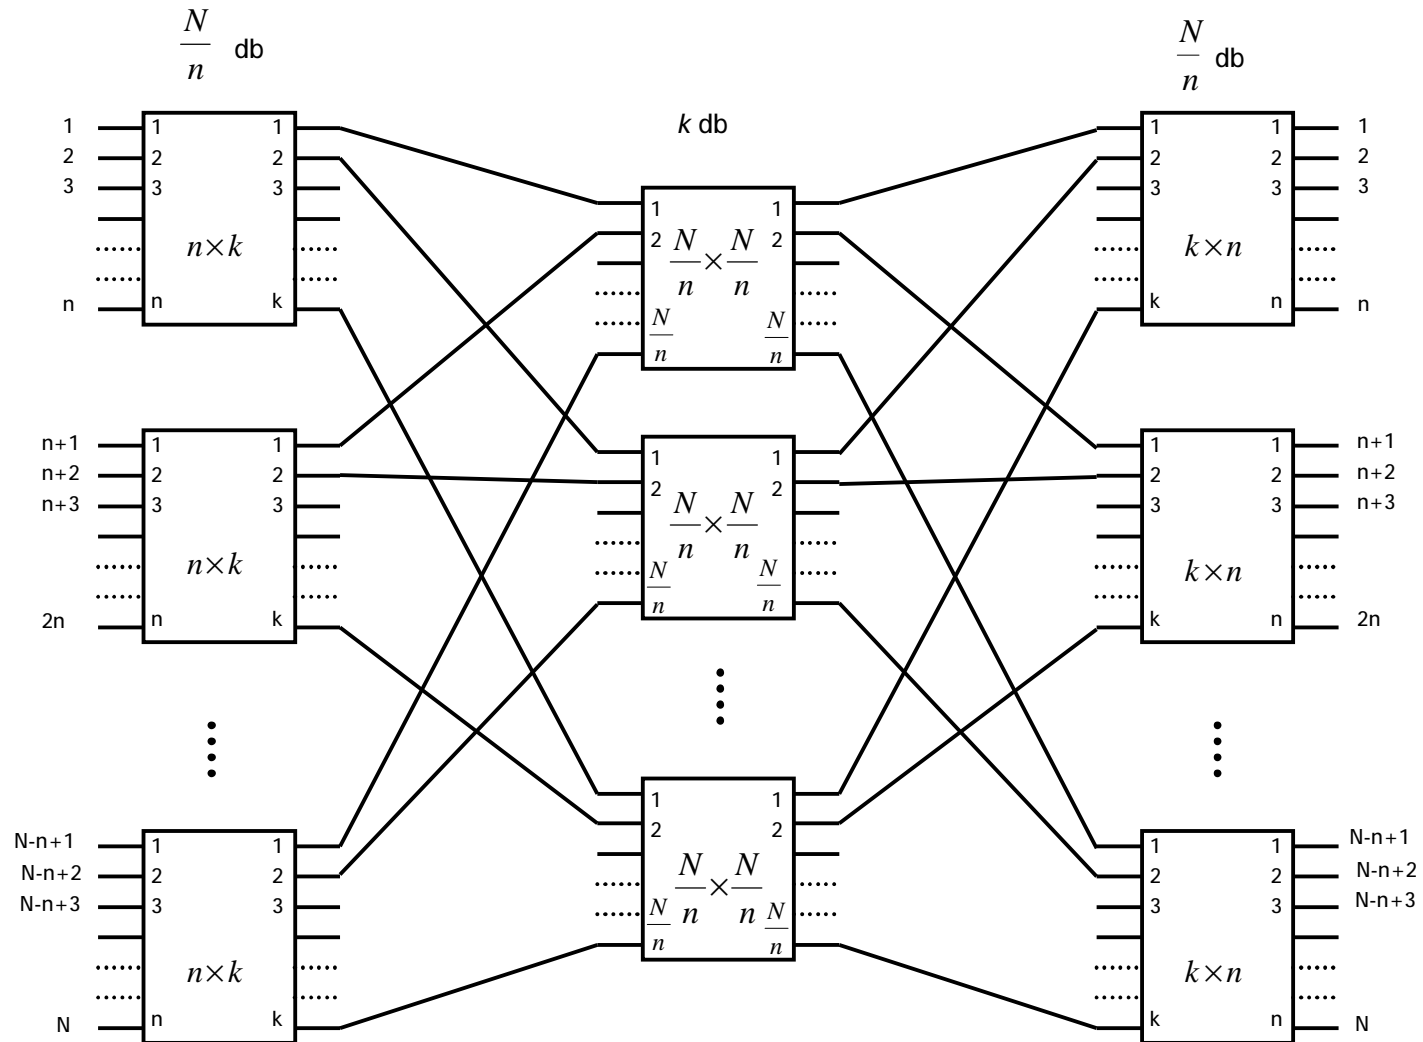 N/n db
N/n db
k db
1 1 1
2 2 2
3 3 3
n×k
n n k
1 1
2 N/n×N/n 2
N/n N/n
1 1 1
2 2 2
3 3 3
k×n
k n n
n+1 1 1
n+2 2 2
n+3 3 3
n×k
2n n k
1 1
2 2
N/n×N/n
N/n N/n
1 1 n+1
2 2 n+2
3 3 n+3
k×n
k n 2n
N-n+1 1 1
N-n+2 2 2
N-n+3 3 3
n×k
N n k
1 1
2 2
N/n×N/n
N/n N/n
1 1 N-n+1
2 2 N-n+2
3 3 N-n+3
k×n
k n N